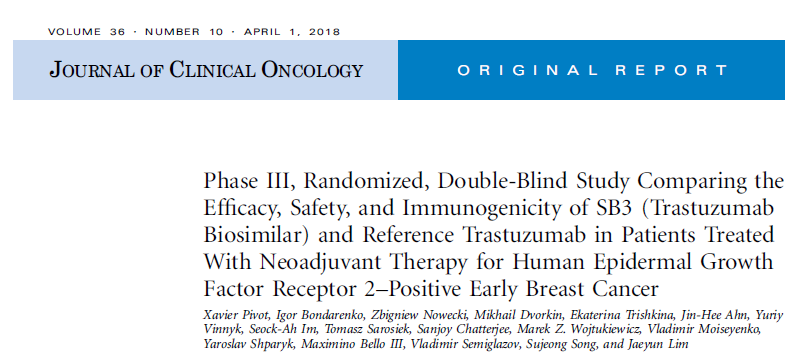 VOLUME 36 · NUMBER 10 · APRIL 1, 2018
JOURNAL OF CLINICAL ONCOLOGY
ORIGINAL REPORT
Phase III, Randomized, Double-Blind Study Comparing the
Efficacy, Safety, and Immunogenicity of SB3 (Trastuzumab
Biosimilar) and Reference Trastuzumab in Patients Treated
With Neoadjuvant Therapy for Human Epidermal Growth
Factor Receptor 2–Positive Early Breast Cancer
Xavier Pivot, Igor Bondarenko, Zbigniew Nowecki, Mikhail Dvorkin, Ekaterina Trishkina, Jin-Hee Ahn, Yuriy
Vinnyk, Seock-Ah Im, Tomasz Sarosiek, Sanjoy Chatterjee, Marek Z. Wojtukiewicz, Vladimir Moiseyenko,
Yaroslav Shparyk, Maximino Bello III, Vladimir Semiglazov, Sujeong Song, and Jaeyun Lim